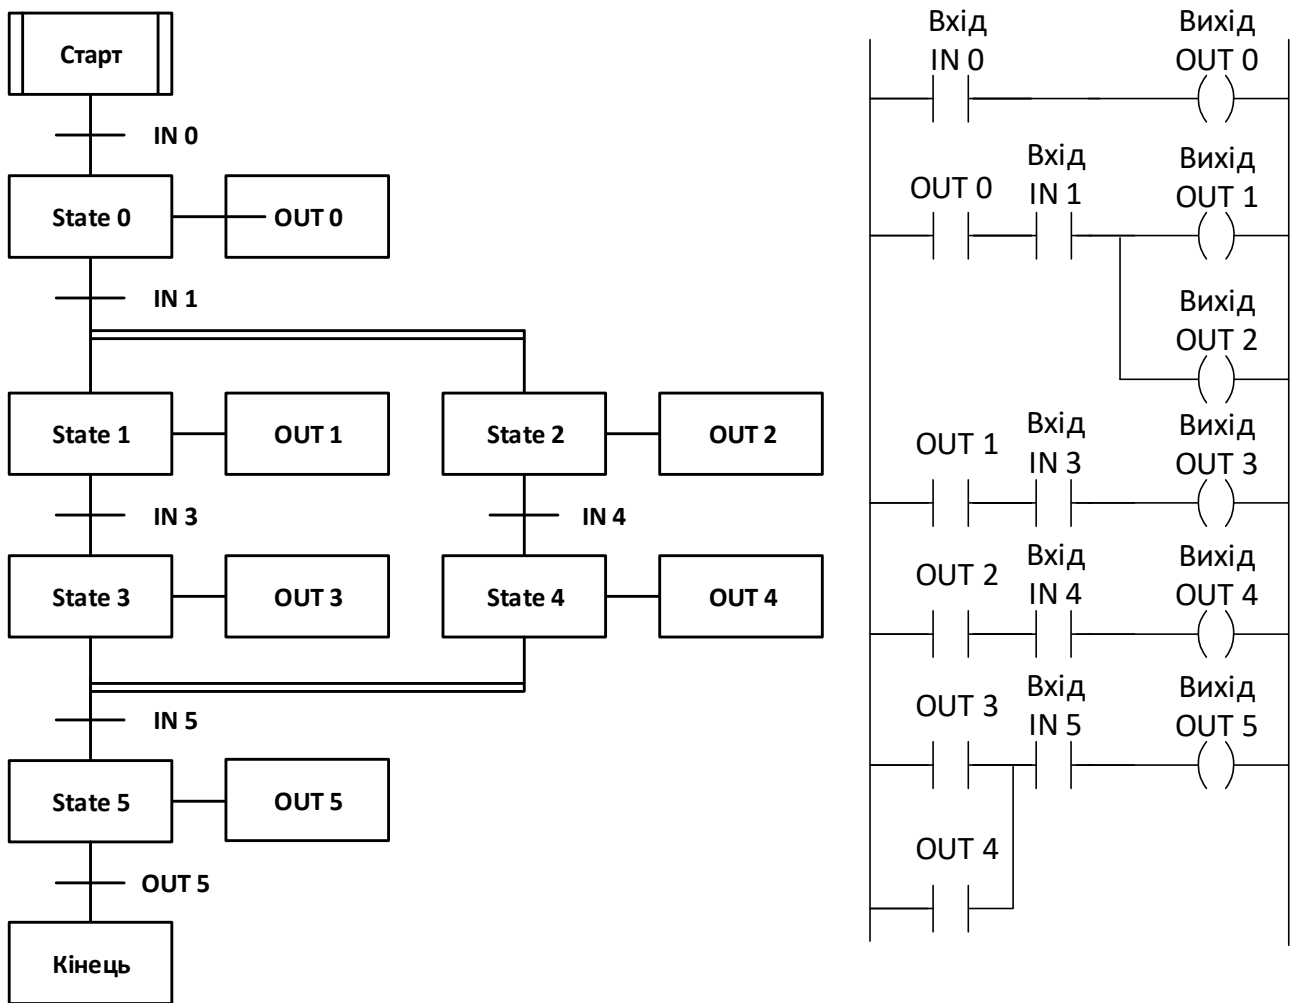 Старт
IN 0
State 0
OUT 0
IN 1
State 1
OUT 1
State 2
OUT 2
IN 3
IN 4
State 3
OUT 3
State 4
OUT 4
IN 5
State 5
OUT 5
OUT 5
Кінець
Вхід
IN 0
Вихід
OUT 0
OUT 0
Вхід
IN 1
Вихід
OUT 1
Вихід
OUT 2
OUT 1
Вхід
IN 3
Вихід
OUT 3
OUT 2
Вхід
IN 4
Вихід
OUT 4
OUT 3
Вхід
IN 5
Вихід
OUT 5
OUT 4